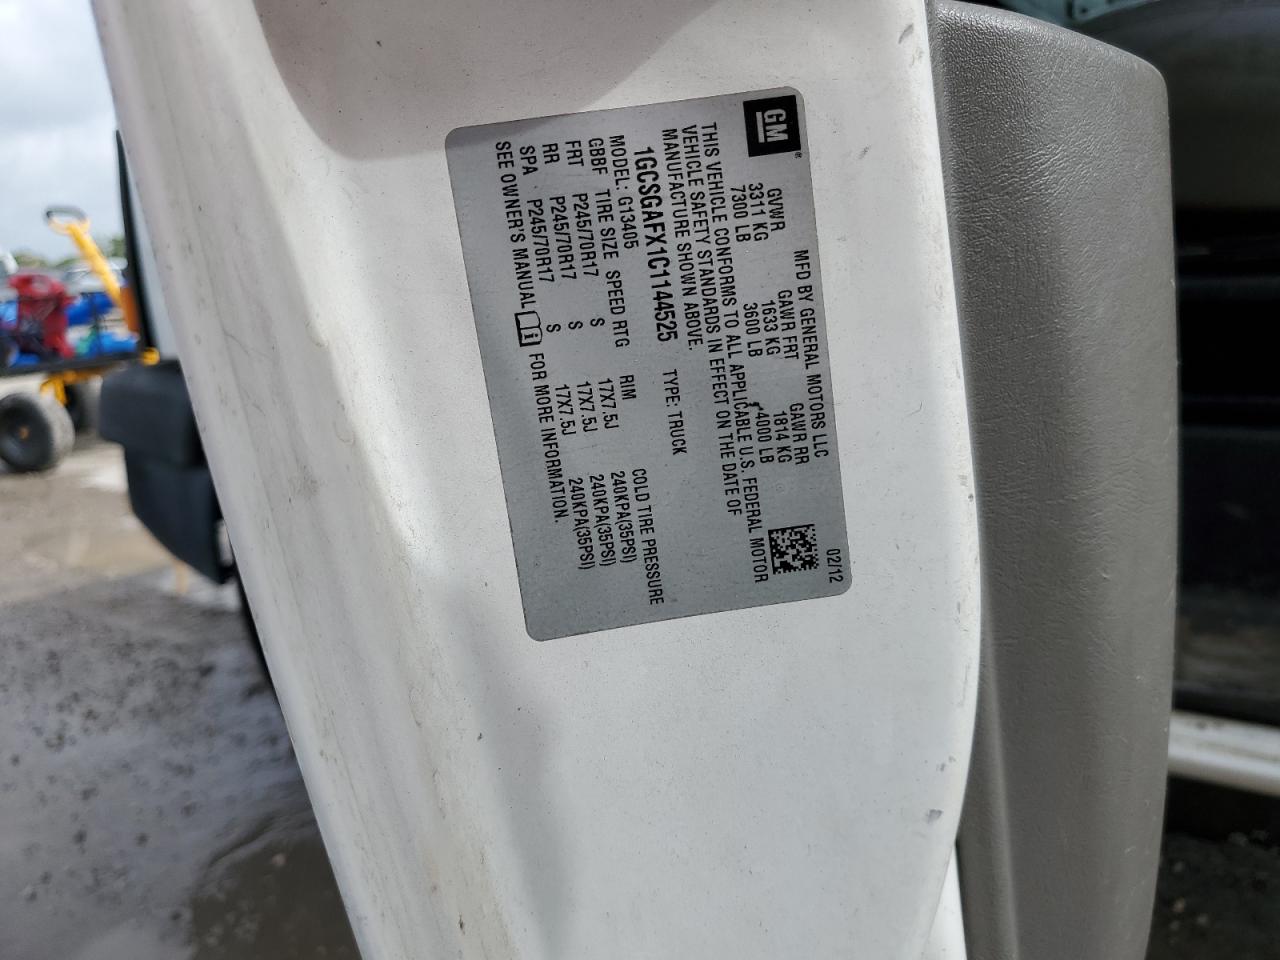 GM®
MFD BY GENERAL MOTORS LLC
02/12
GVWR GAWR FRT GAWR RR
3311 KG 1633 KG 1814 KG
7300 LB 3600 LB 4000 LB
THIS VEHICLE CONFORMS TO ALL APPLICABLE U.S. FEDERAL MOTOR
VEHICLE SAFETY STANDARDS IN EFFECT ON THE DATE OF
MANUFACTURE SHOWN ABOVE.
1GCSGAFX1C1144525 TYPE: TRUCK
MODEL: G13405
GBBF TIRE SIZE SPEED RTG RIM COLD TIRE PRESSURE
FRT P245/70R17 S 17X7.5J 240KPA(35PSI)
RR P245/70R17 S 17X7.5J 240KPA(35PSI)
SPA P245/70R17 S 17X7.5J 240KPA(35PSI)
SEE OWNER'S MANUAL i FOR MORE INFORMATION.